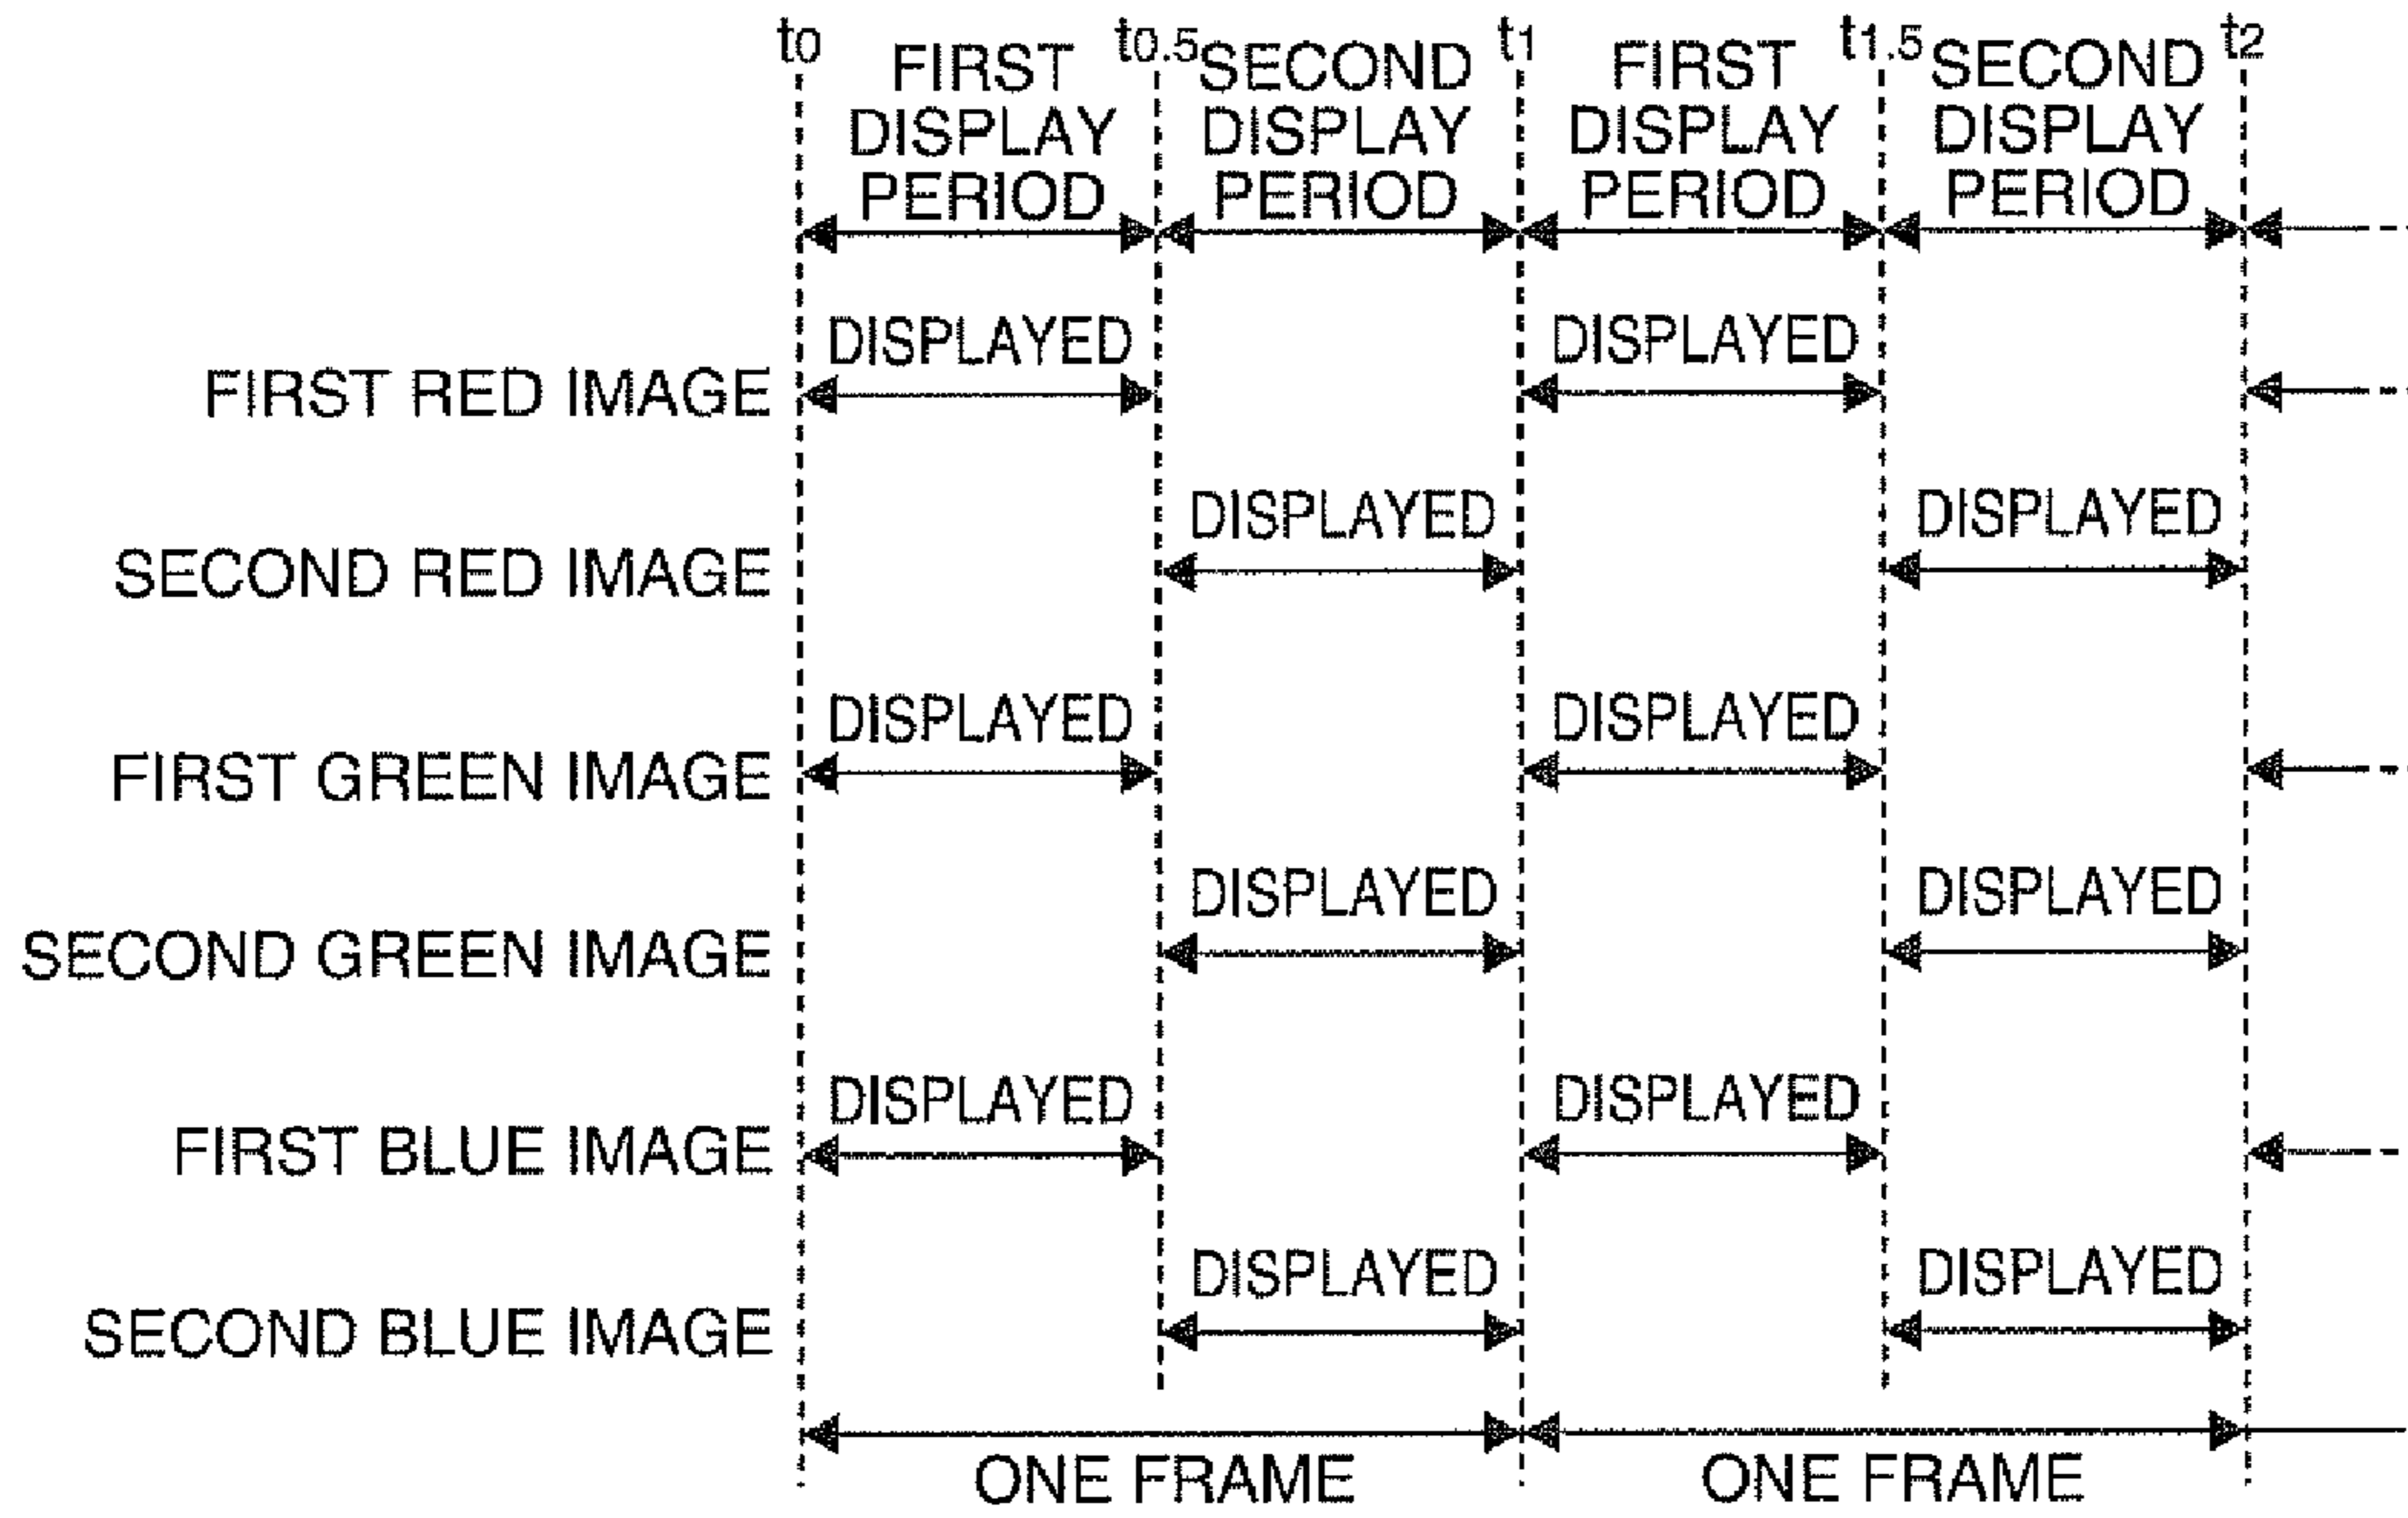 t0 t0.5 t1 t1.5 t2
FIRST DISPLAY PERIOD
SECOND DISPLAY PERIOD
FIRST DISPLAY PERIOD
SECOND DISPLAY PERIOD
DISPLAYED DISPLAYED
FIRST RED IMAGE
DISPLAYED DISPLAYED
SECOND RED IMAGE
DISPLAYED DISPLAYED
FIRST GREEN IMAGE
DISPLAYED DISPLAYED
SECOND GREEN IMAGE
DISPLAYED DISPLAYED
FIRST BLUE IMAGE
DISPLAYED DISPLAYED
SECOND BLUE IMAGE
ONE FRAME ONE FRAME